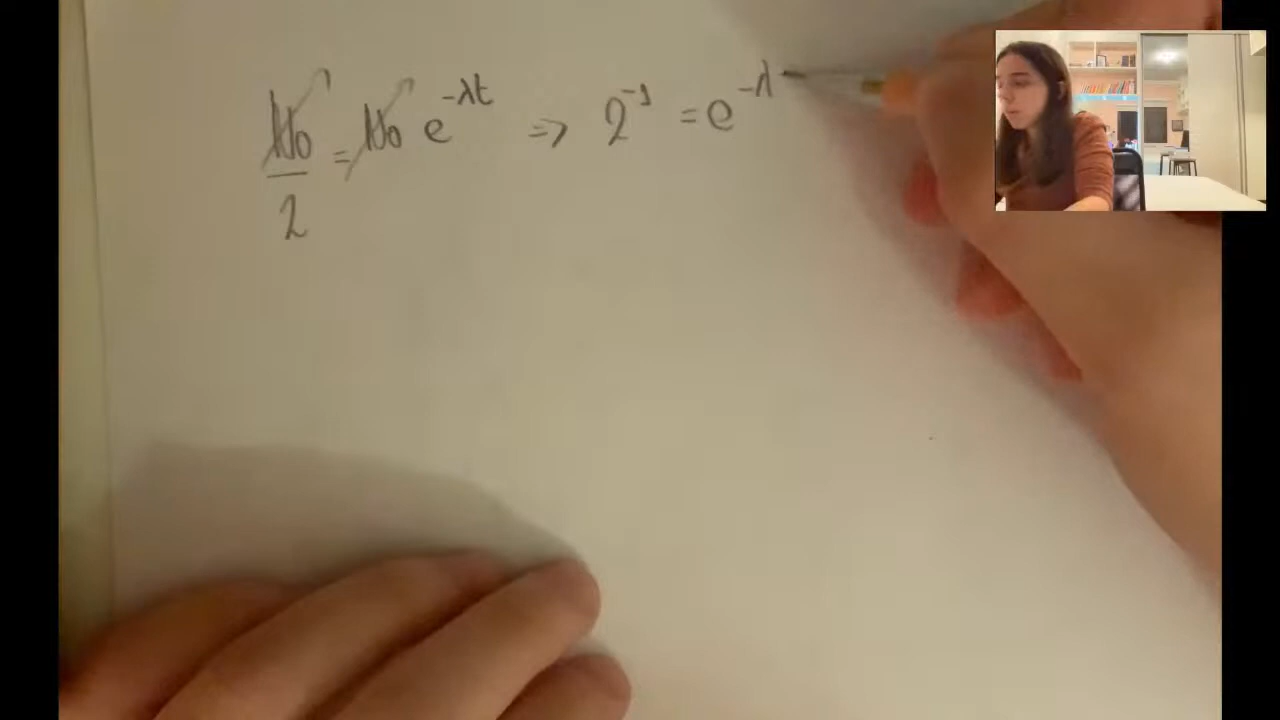 N₀/2 = N₀ e^{-λt} => 2^{-1} = e^{-λ